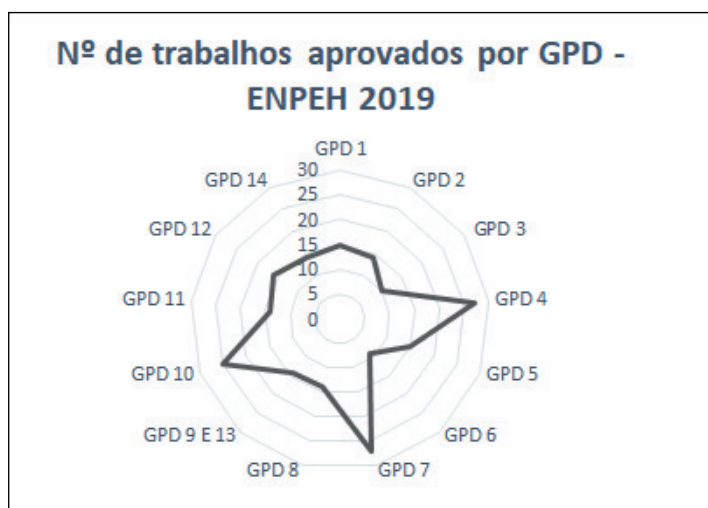 Nº de trabalhos aprovados por GPD -
ENPEH 2019
GPD 1
GPD 2
GPD 3
GPD 4
GPD 5
GPD 6
GPD 7
GPD 8
GPD 9 E 13
GPD 10
GPD 11
GPD 12
GPD 14
30
25
20
15
10
5
0